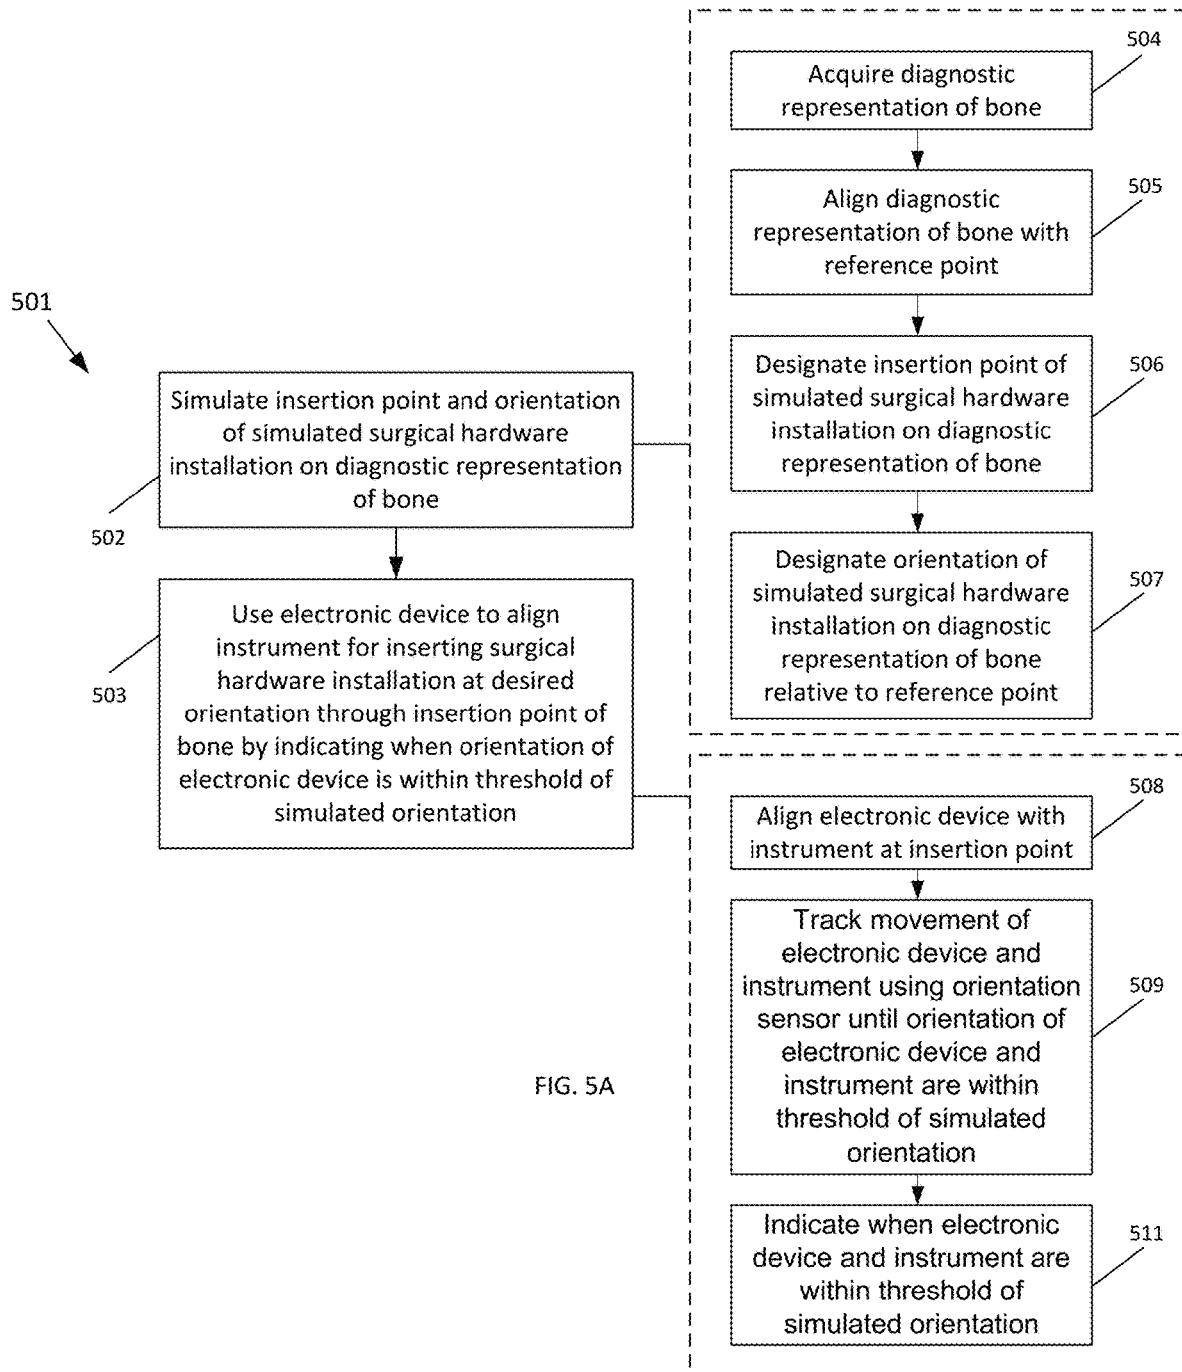 501
Simulate insertion point and orientation
of simulated surgical hardware
installation on diagnostic representation
of bone
502
Use electronic device to align
instrument for inserting surgical
hardware installation at desired
orientation through insertion point of
bone by indicating when orientation of
electronic device is within threshold of
simulated orientation
503
Acquire diagnostic
representation of bone
504
Align diagnostic
representation of bone with
reference point
505
Designate insertion point of
simulated surgical hardware
installation on diagnostic
representation of bone
506
Designate orientation of
simulated surgical hardware
installation on diagnostic
representation of bone
relative to reference point
507
Align electronic device with
instrument at insertion point
508
Track movement of
electronic device and
instrument using orientation
sensor until orientation of
electronic device and
instrument are within
threshold of simulated
orientation
509
Indicate when electronic
device and instrument are
within threshold of
simulated orientation
511
FIG. 5A